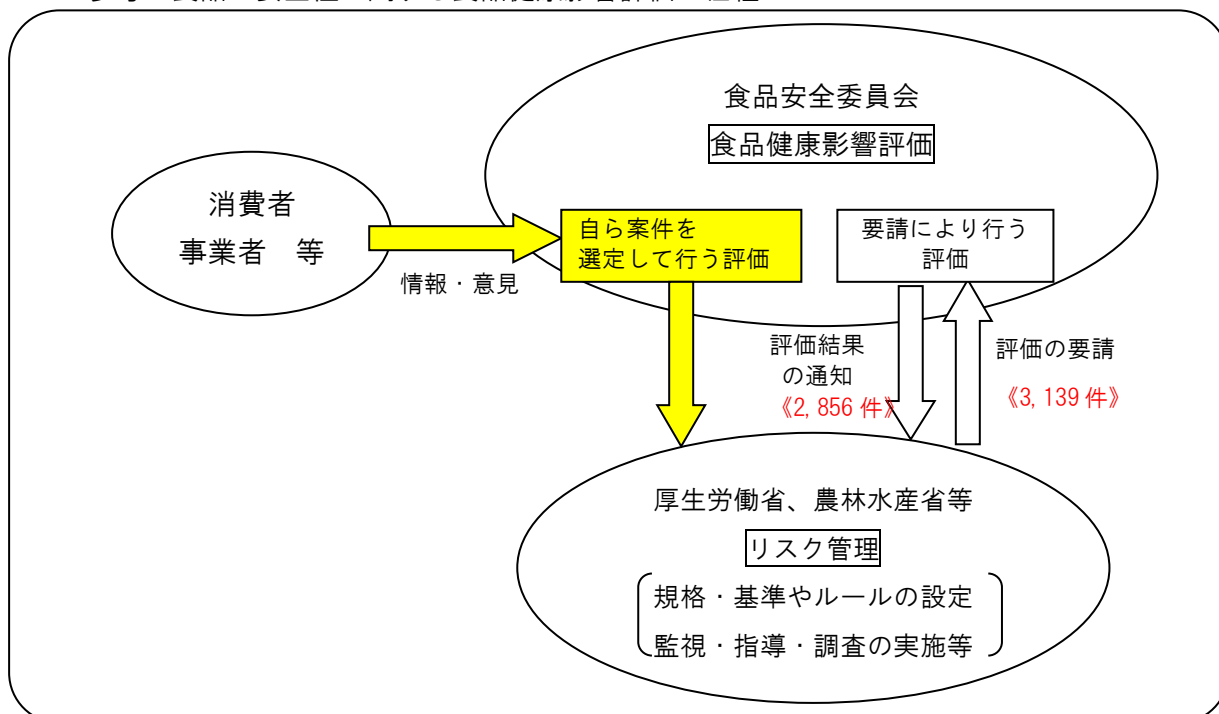 食品安全委員会
食品健康影響評価
消費者
事業者 等
情報・意見
自ら案件を
選定して行う評価
要請により行う
評価
評価結果
の通知
《2,856 件》
評価の要請
《3,139 件》
厚生労働省、農林水産省等
リスク管理
規格・基準やルールの設定
監視・指導・調査の実施等